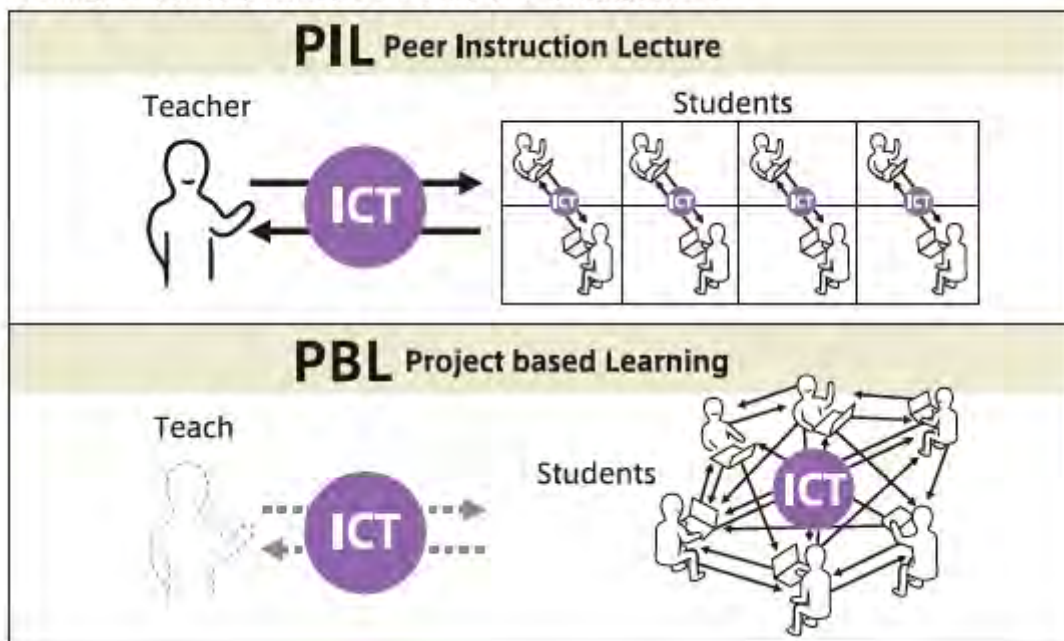 PIL Peer Instruction Lecture
Teacher
Students
ICT
ICT
ICT
ICT
ICT
PBL Project based Learning
Teach
Students
ICT
ICT